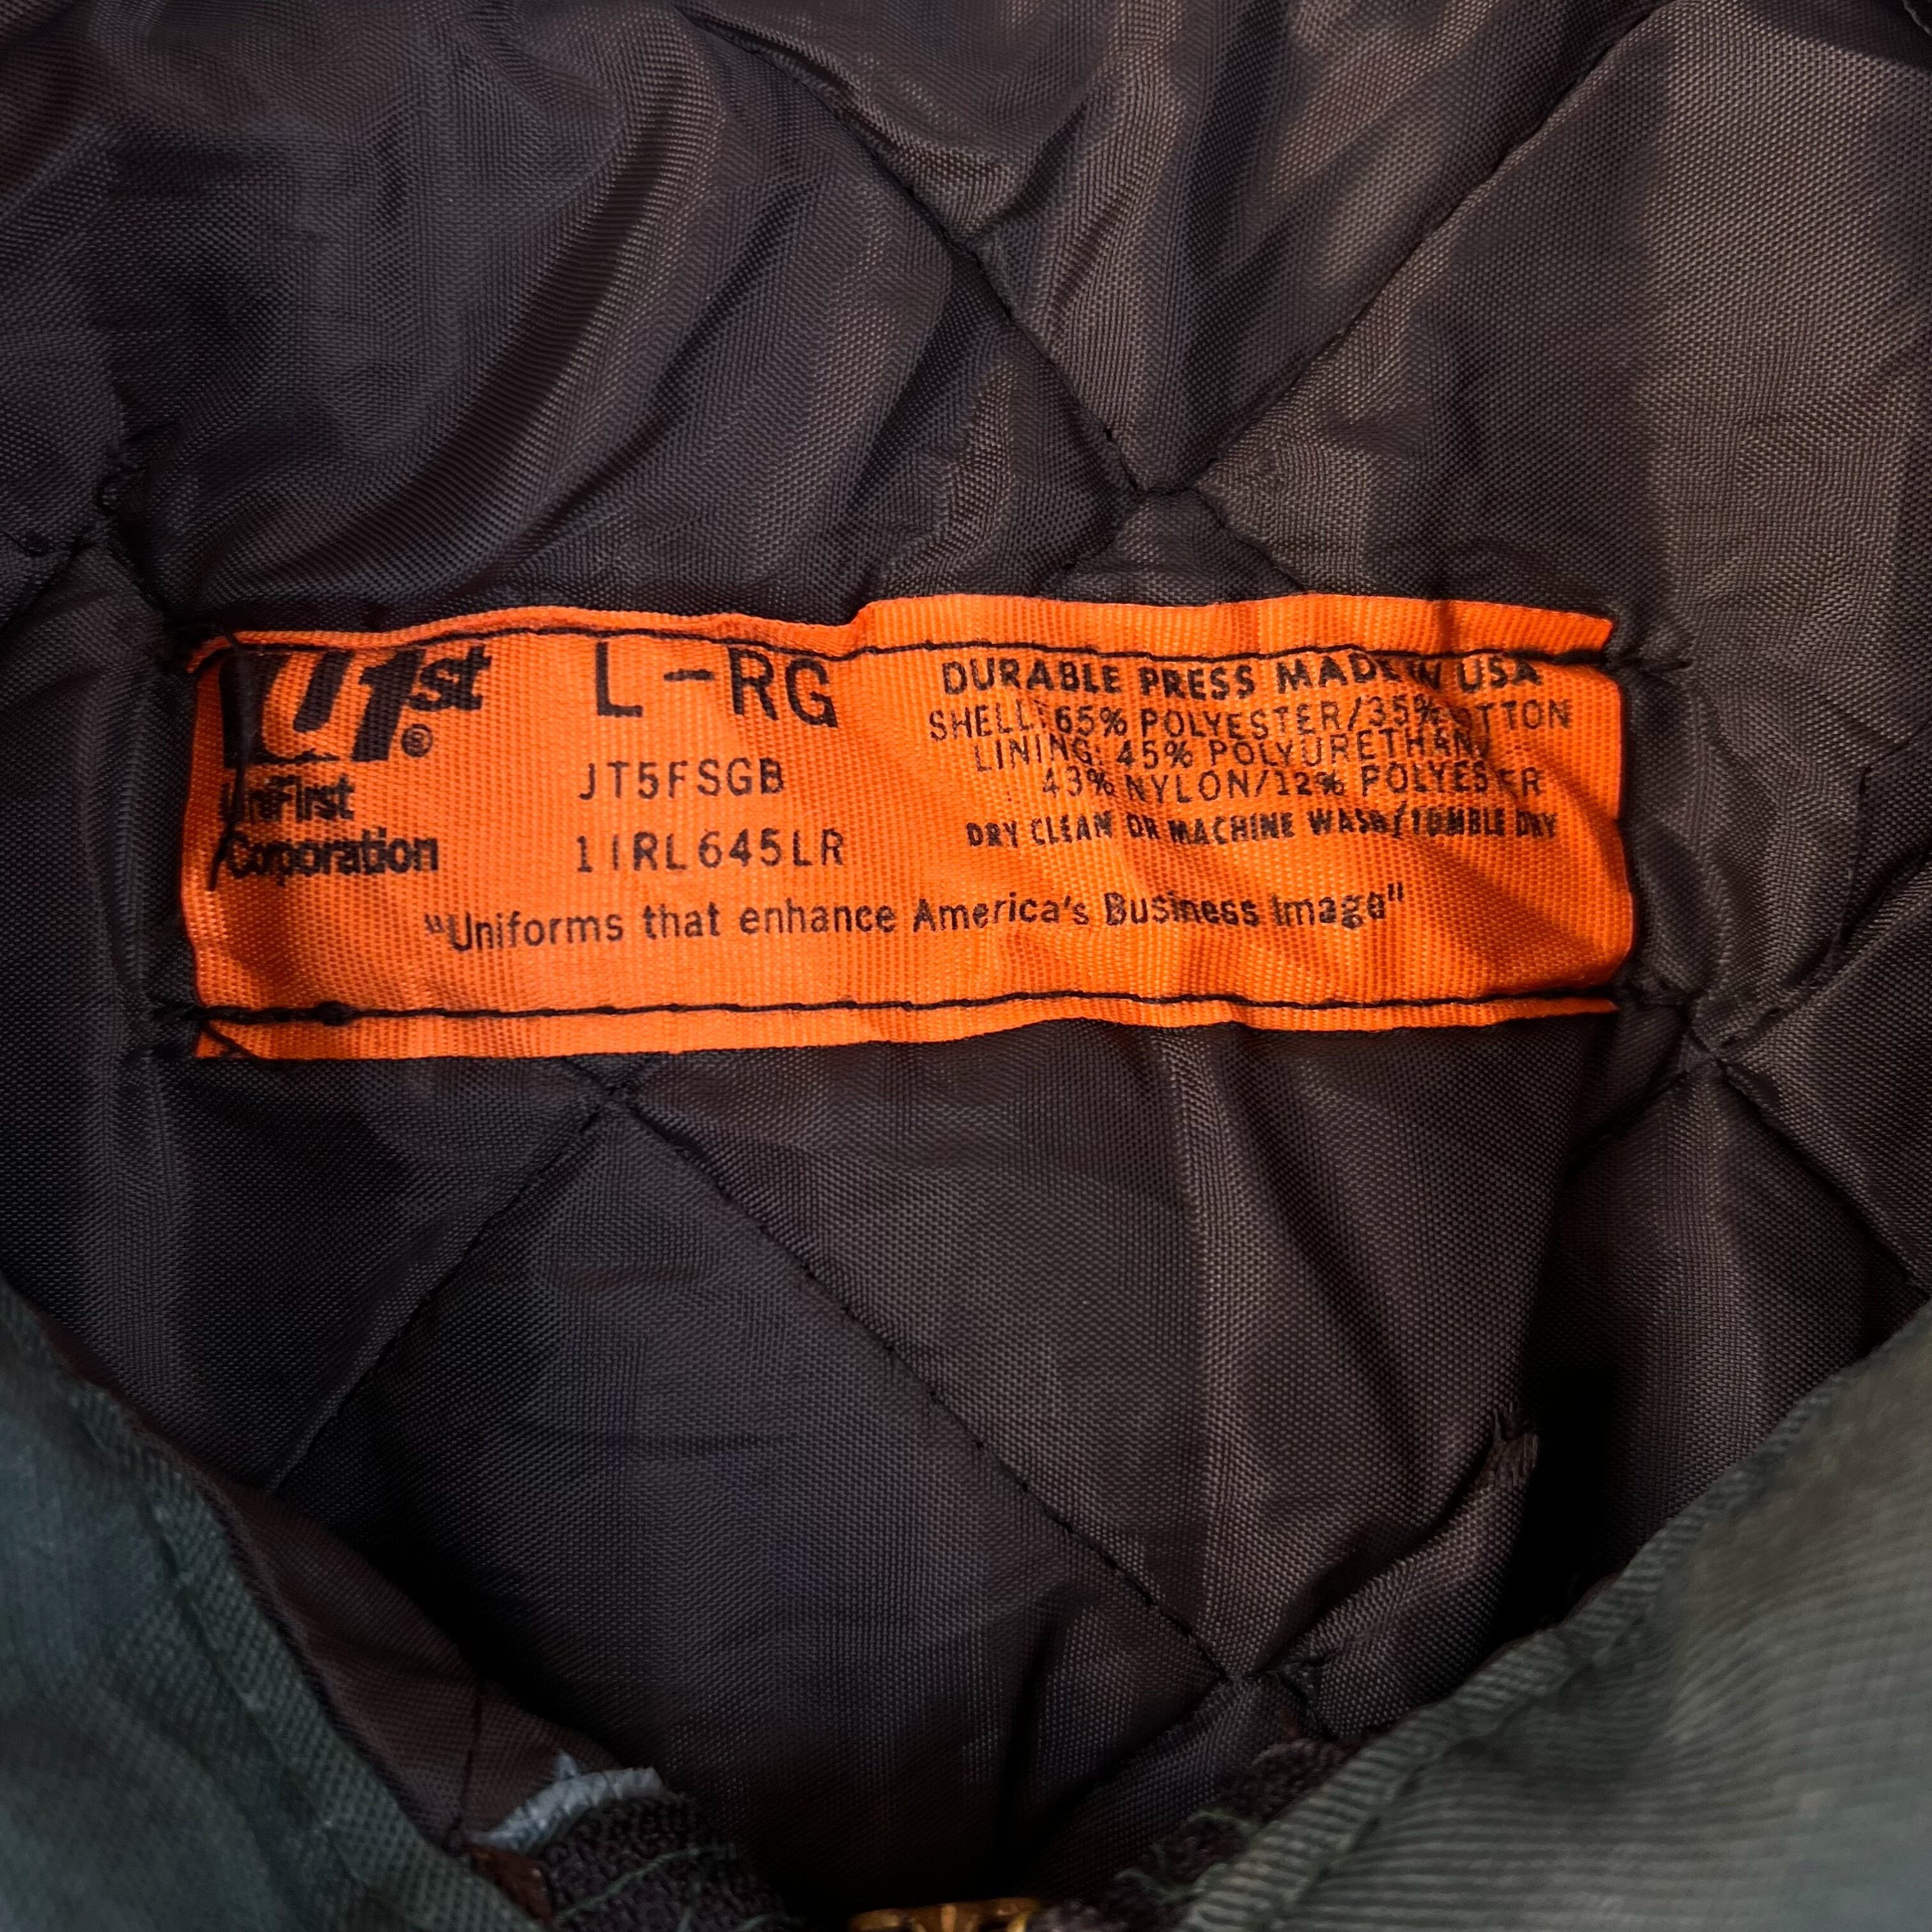 U1st®
UniFirst
Corporation
L-RG
JT5FSGB
11RL645LR
DURABLE PRESS MADE IN USA
SHELL: 65% POLYESTER/35% COTTON
LINING: 45% POLYURETHANE/
43% NYLON/12% POLYESTER
DRY CLEAN OR MACHINE WASH/TUMBLE DRY
"Uniforms that enhance America's Business Image"